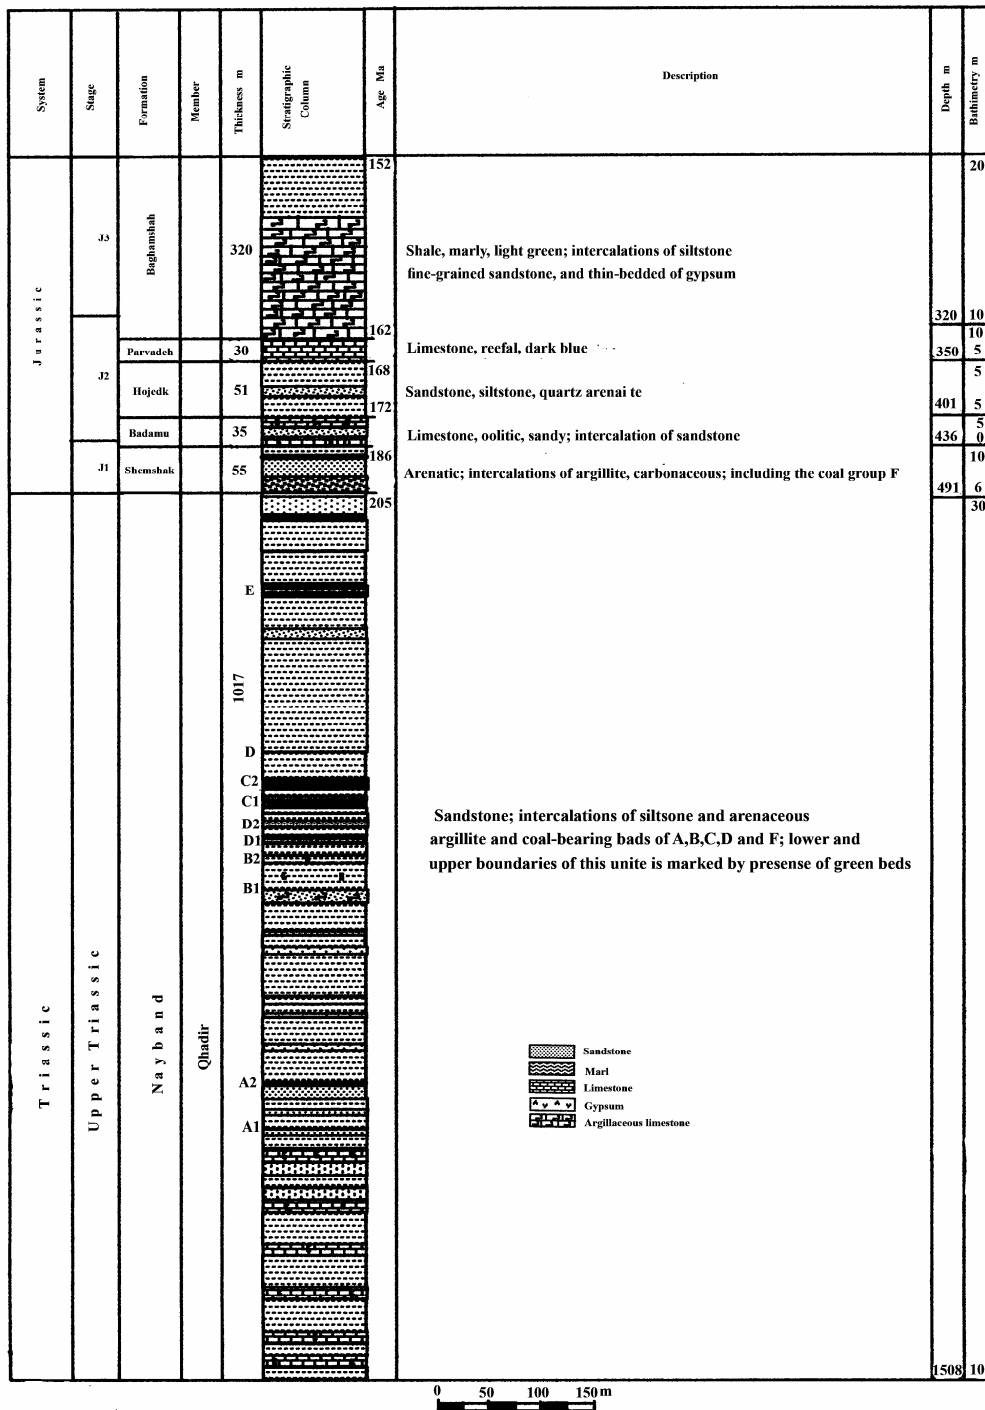 System
Stage
Formation
Member
Thickness m
Stratigraphic
Column
Age Ma
Description
Depth m
Bathimetry m
Jurassic
J3
Baghamshah
320
152
162
Shale, marly, light green; intercalations of siltstone
fine-grained sandstone, and thin-bedded of gypsum
320
20
10
J2
Parvadeh
30
Limestone, reefal, dark blue
350
10
5
Hojedk
51
168
172
Sandstone, siltstone, quartz arenai te
401
5
5
Badamu
35
Limestone, oolitic, sandy; intercalation of sandstone
436
5
0
J1
Shemshak
55
186
Arenatic; intercalations of argillite, carbonaceous; including the coal group F
491
10
6
205
30
Triassic
Upper Triassic
Nayband
Qhadir
1017
E
D
C2
C1
D2
D1
B2
B1
A2
A1
Sandstone; intercalations of siltsone and arenaceous
argillite and coal-bearing bads of A,B,C,D and F; lower and
upper boundaries of this unite is marked by presense of green beds
Sandstone
Marl
Limestone
Gypsum
Argillaceous limestone
1508
10
0 50 100 150 m